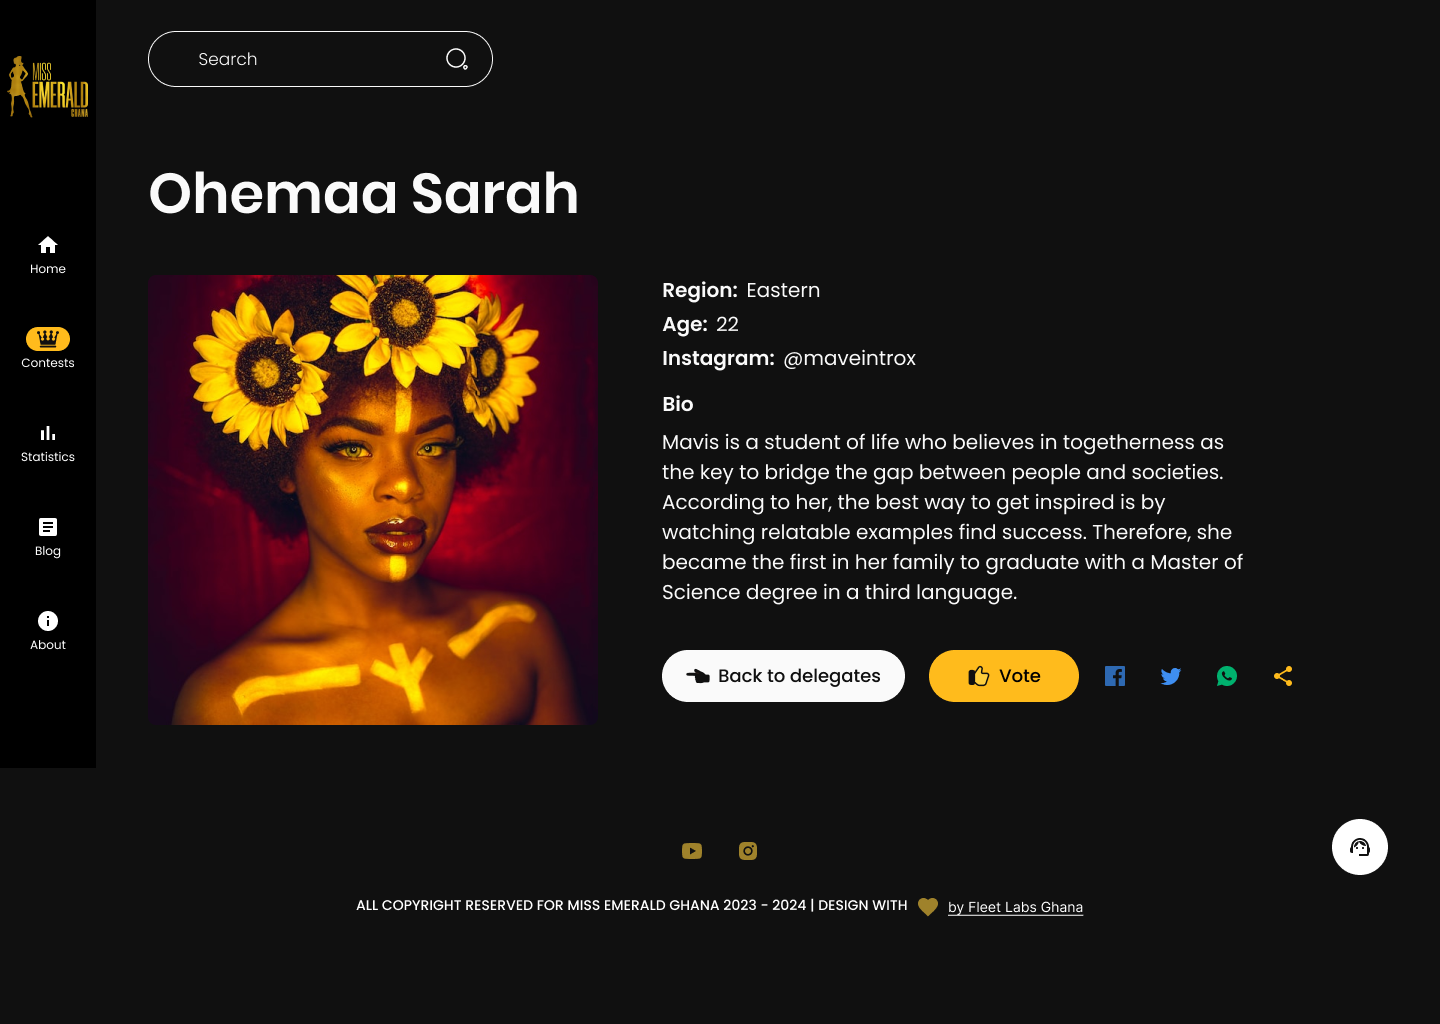 MISS
EMERALD
GHANA
Search
Ohemaa Sarah
Home
Contests
Statistics
Blog
About
Region: Eastern
Age: 22
Instagram: @maveintrox
Bio
Mavis is a student of life who believes in togetherness as
the key to bridge the gap between people and societies.
According to her, the best way to get inspired is by
watching relatable examples find success. Therefore, she
became the first in her family to graduate with a Master of
Science degree in a third language.
Back to delegates
Vote
ALL COPYRIGHT RESERVED FOR MISS EMERALD GHANA 2023 - 2024 | DESIGN WITH by Fleet Labs Ghana